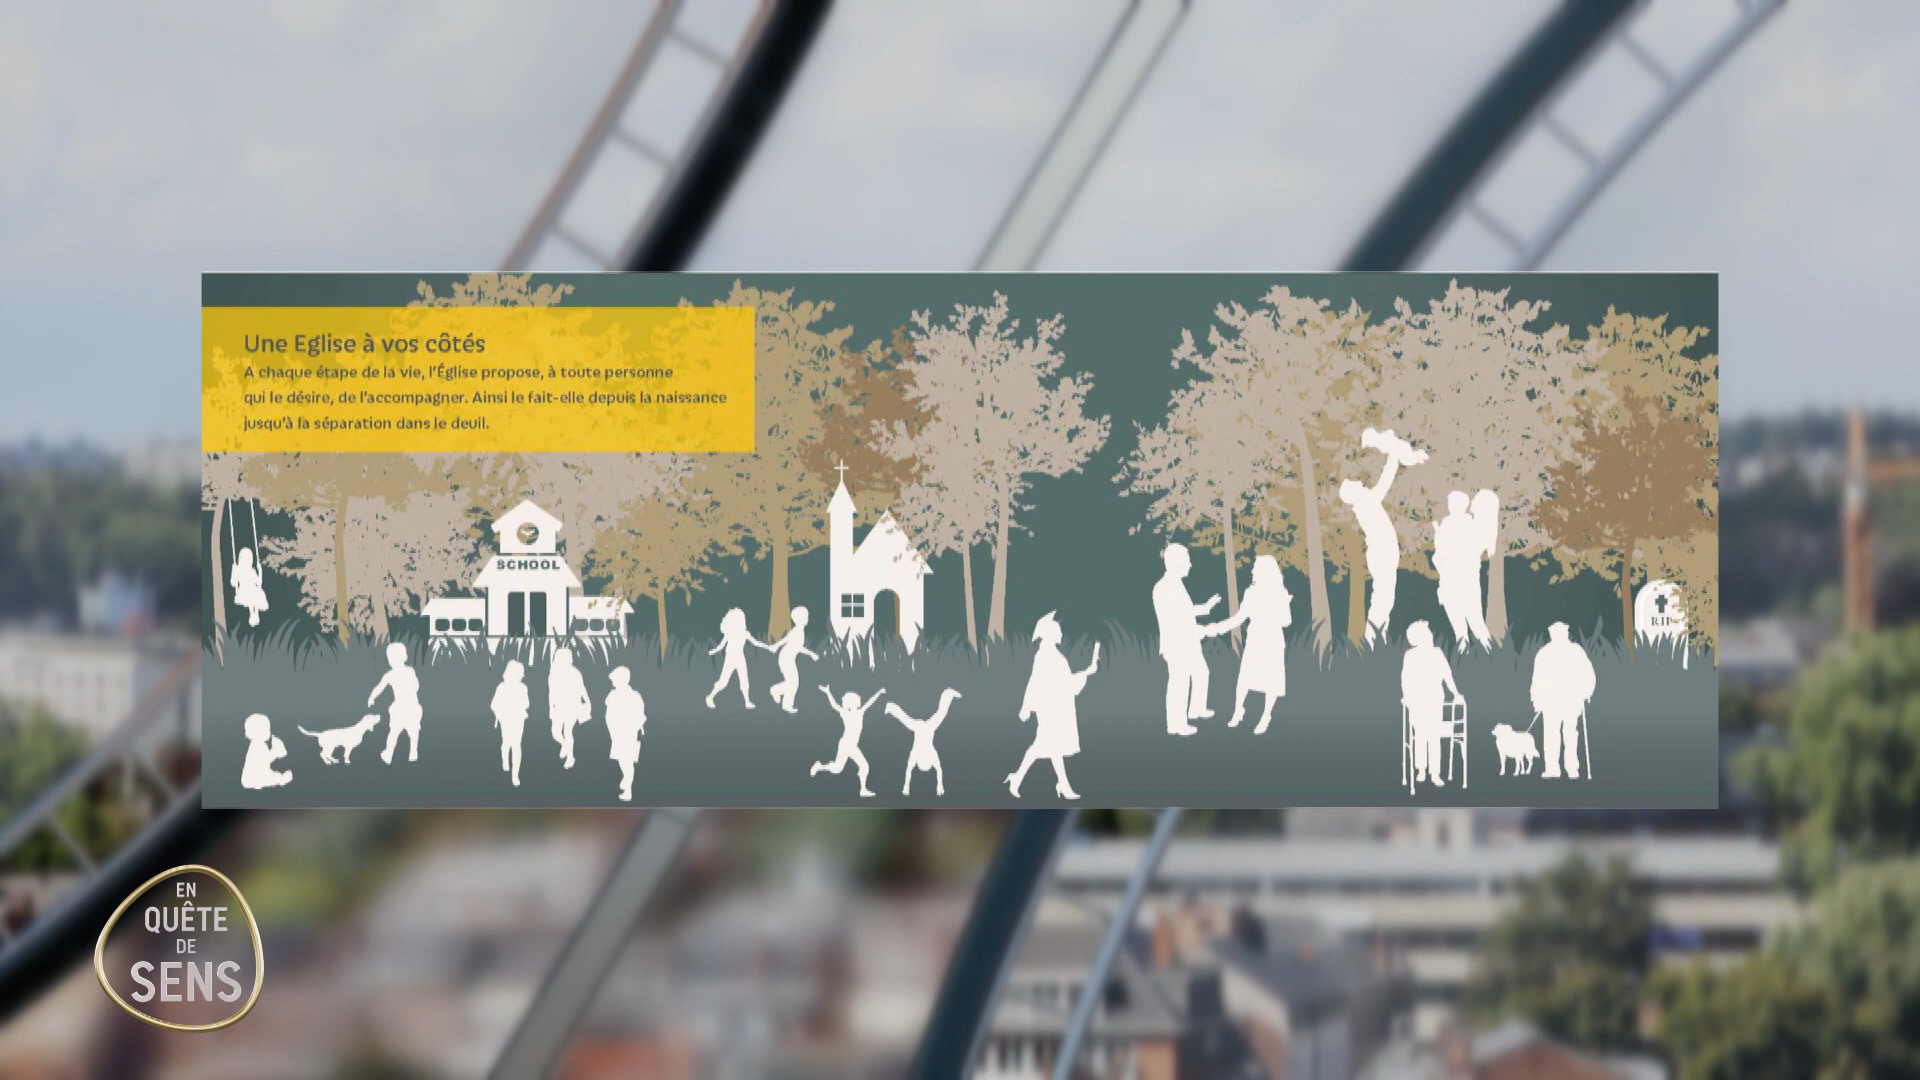 Une Eglise à vos côtés
A chaque étape de la vie, l'Église propose, à toute personne
qui le désire, de l'accompagner. Ainsi le fait-elle depuis la naissance
jusqu'à la séparation dans le deuil.
SCHOOL
RIP
EN
QUÊTE
DE
SENS